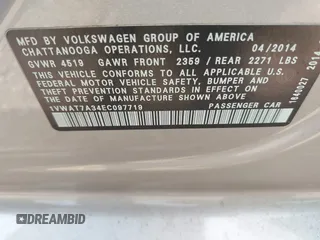 MFD BY VOLKSWAGEN GROUP OF AMERICA
CHATTANOOGA OPERATIONS, LLC. 04/2014
GVWR 4519 GAWR FRONT 2359 / REAR 2271 LBS
THIS VEHICLE CONFORMS TO ALL APPLICABLE U.S.
FEDERAL MOTOR VEHICLE SAFETY, BUMPER, AND
THEFT PREVENTION STANDARDS IN EFFECT ON THE
DATE OF MANUFACTURE SHOWN ABOVE.
1VWAT7A34EC097719 PASSENGER CAR
1640027 2014